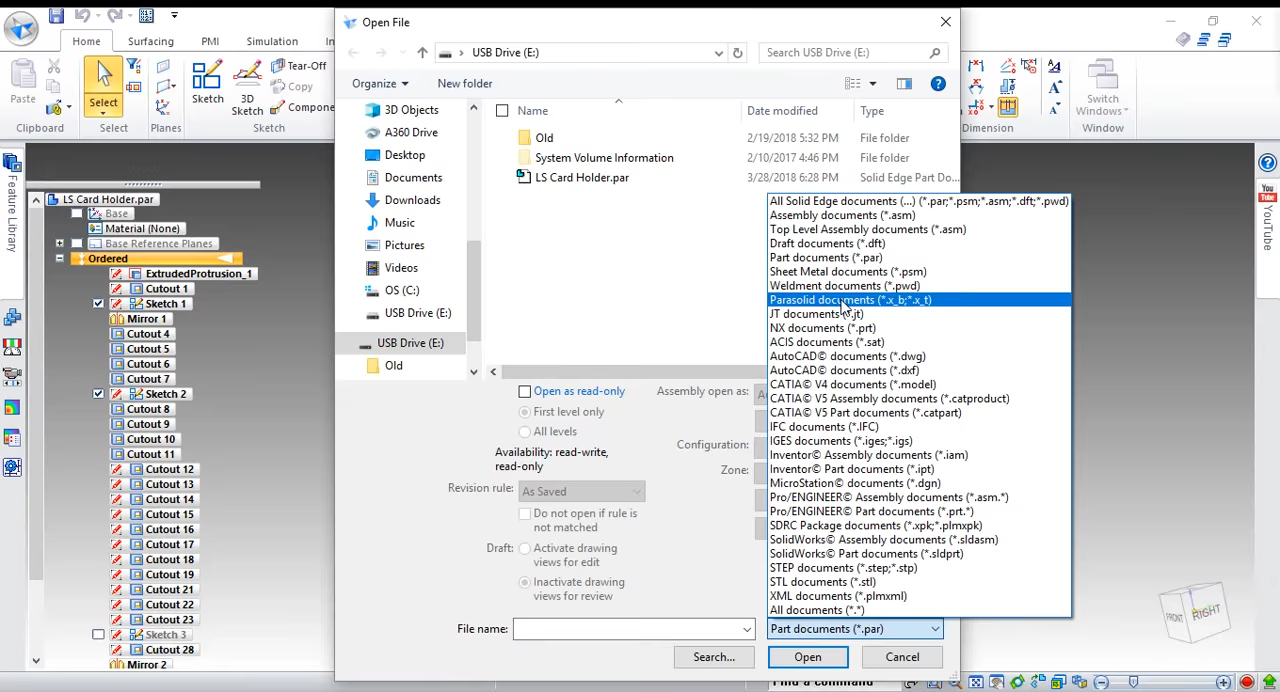 Open File
Home
Surfacing
PMI
Simulation
In
USB Drive (E:)
Search USB Drive (E:)
Paste
Select
Sketch
3D
Sketch
Tear-Off
Copy
Component
Switch
Windows
Clipboard
Select
Planes
Sketch
Dimension
Window
Organize
New folder
Name
Date modified
Type
3D Objects
A360 Drive
Desktop
Documents
Downloads
Music
Pictures
Videos
OS (C:)
USB Drive (E:)
USB Drive (E:)
Old
Old
2/19/2018 5:32 PM
File folder
System Volume Information
2/10/2017 4:46 PM
File folder
LS Card Holder.par
3/28/2018 6:28 PM
Solid Edge Part Do...
Feature Library
YouTube
You
Tube
LS Card Holder.par
Base
Material (None)
Base Reference Planes
Ordered
ExtrudedProtrusion_1
Cutout 1
Sketch 1
Mirror 1
Cutout 4
Cutout 5
Cutout 6
Cutout 7
Sketch 2
Cutout 8
Cutout 9
Cutout 10
Cutout 11
Cutout 12
Cutout 13
Cutout 14
Cutout 15
Cutout 16
Cutout 17
Cutout 18
Cutout 19
Cutout 21
Cutout 22
Cutout 23
Sketch 3
Cutout 28
Mirror 2
All Solid Edge documents (...) (*.par;*.psm;*.asm;*.dft;*.pwd)
Assembly documents (*.asm)
Top Level Assembly documents (*.asm)
Draft documents (*.dft)
Part documents (*.par)
Sheet Metal documents (*.psm)
Weldment documents (*.pwd)
Parasolid documents (*.x_b;*.x_t)
JT documents (*.jt)
NX documents (*.prt)
ACIS documents (*.sat)
AutoCAD© documents (*.dwg)
AutoCAD© documents (*.dxf)
CATIA© V4 documents (*.model)
CATIA© V5 Assembly documents (*.catproduct)
CATIA© V5 Part documents (*.catpart)
IFC documents (*.IFC)
IGES documents (*.iges;*.igs)
Inventor© Assembly documents (*.iam)
Inventor© Part documents (*.ipt)
MicroStation© documents (*.dgn)
Pro/ENGINEER© Assembly documents (*.asm.*)
Pro/ENGINEER© Part documents (*.prt.*)
SDRC Package documents (*.xpk;*.plmxpk)
SolidWorks© Assembly documents (*.sldasm)
SolidWorks© Part documents (*.sldprt)
STEP documents (*.step;*.stp)
STL documents (*.stl)
XML documents (*.plmxml)
All documents (*.*)
Open as read-only
Assembly open as:
First level only
All levels
Configuration:
Availability: read-write,
read-only
Zone:
Revision rule:
As Saved
Do not open if rule is
not matched
Draft:
Activate drawing
views for edit
Inactivate drawing
views for review
File name:
Part documents (*.par)
Search...
Open
Cancel
Find a command
FRONT
RIGHT